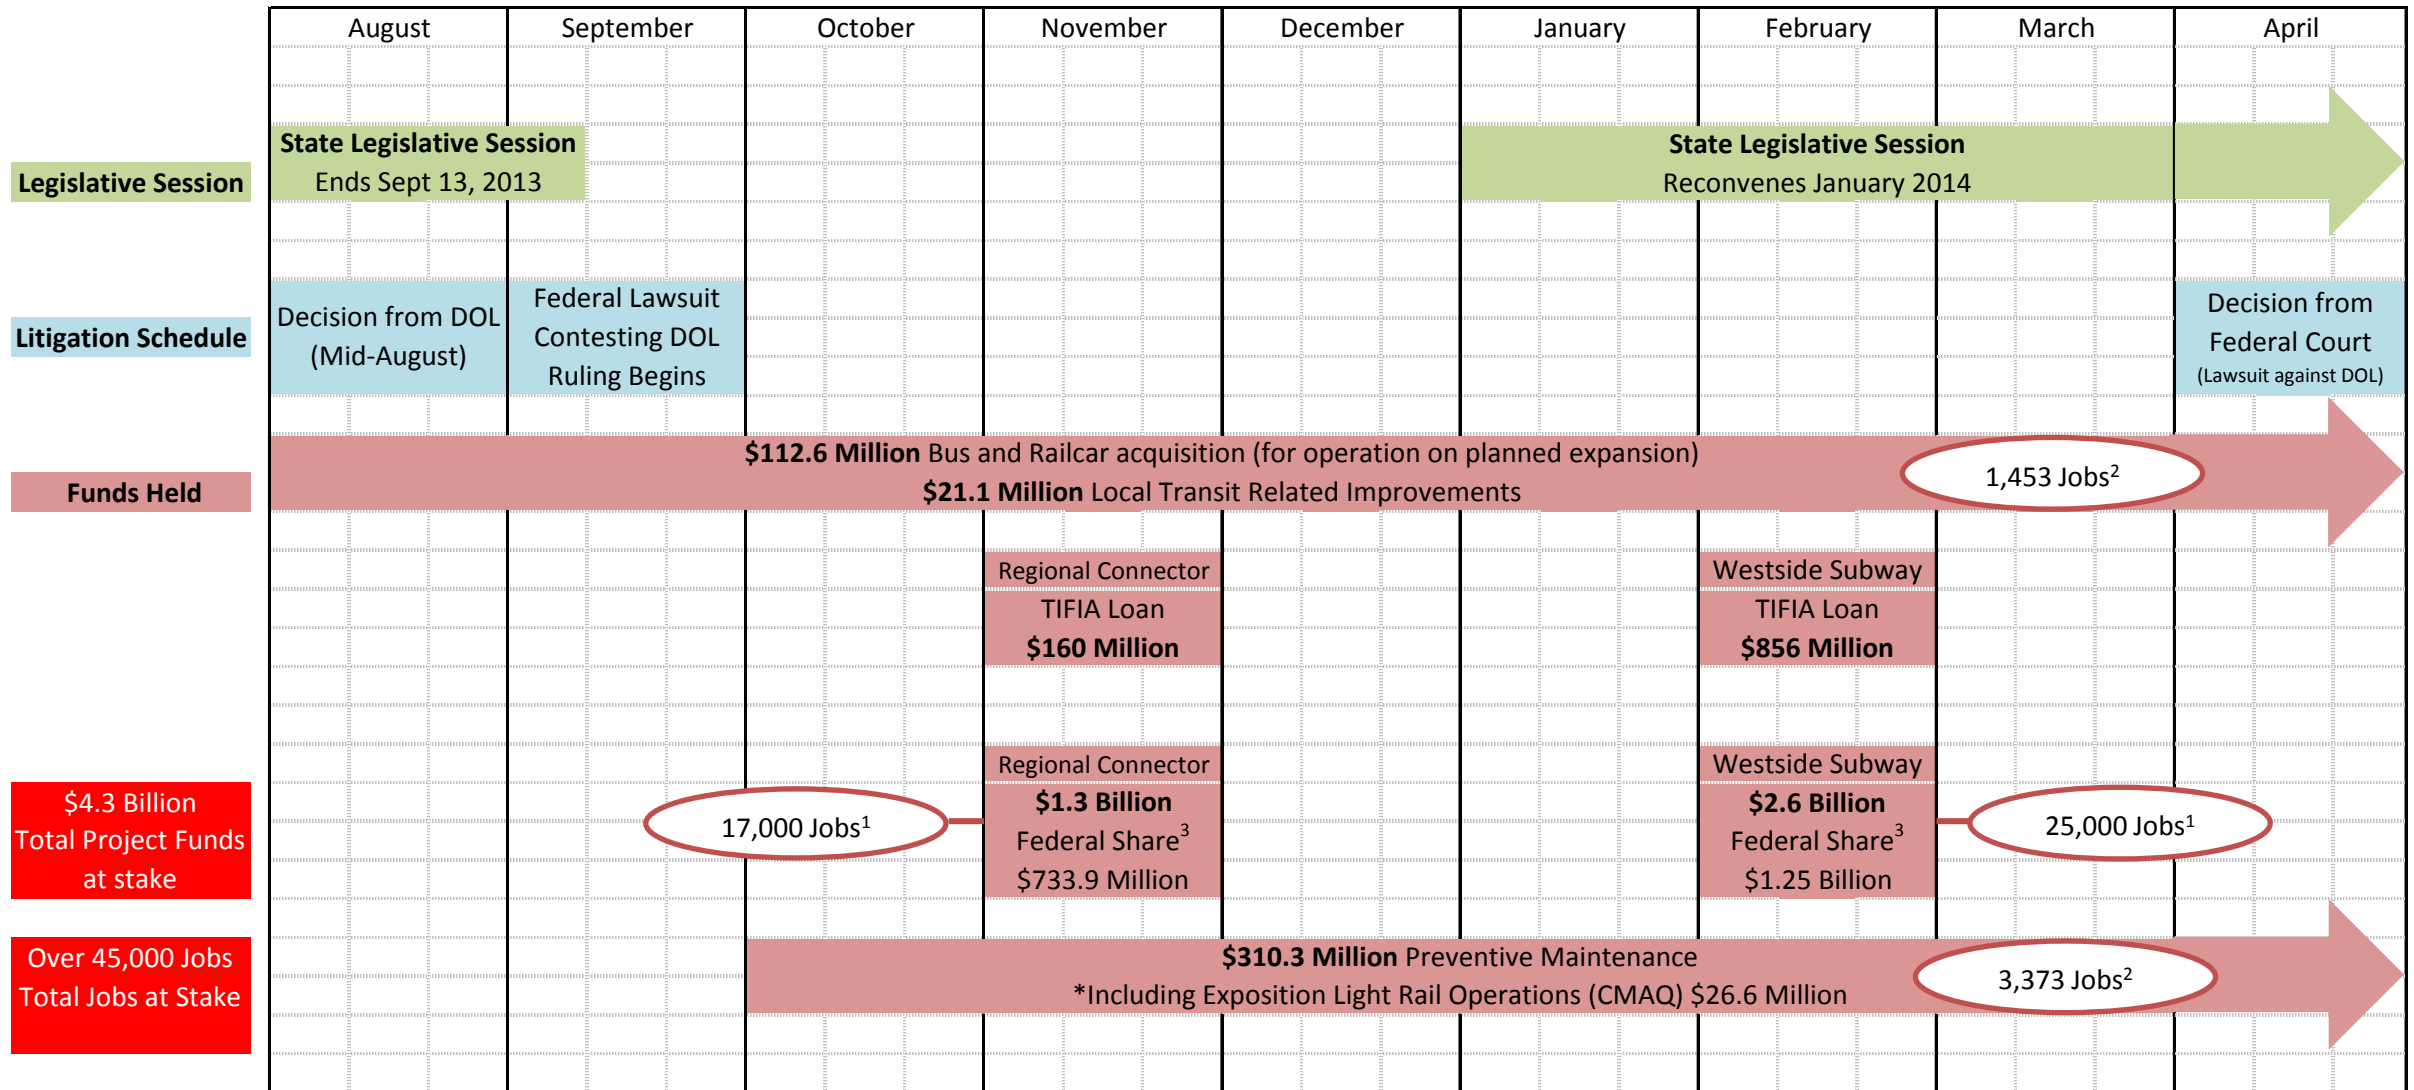 August September October November December January February March April
State Legislative Session
Ends Sept 13, 2013
State Legislative Session
Reconvenes January 2014
Legislative Session
Decision from DOL
(Mid-August)
Federal Lawsuit
Contesting DOL
Ruling Begins
Decision from
Federal Court
(Lawsuit against DOL)
Litigation Schedule
$112.6 Million Bus and Railcar acquisition (for operation on planned expansion)
$21.1 Million Local Transit Related Improvements
1,453 Jobs²
Funds Held
Regional Connector
TIFIA Loan
$160 Million
Westside Subway
TIFIA Loan
$856 Million
$4.3 Billion
Total Project Funds
at stake
17,000 Jobs¹
Regional Connector
$1.3 Billion
Federal Share³
$733.9 Million
Westside Subway
$2.6 Billion
Federal Share³
$1.25 Billion
25,000 Jobs¹
Over 45,000 Jobs
Total Jobs at Stake
$310.3 Million Preventive Maintenance
*Including Exposition Light Rail Operations (CMAQ) $26.6 Million
3,373 Jobs²